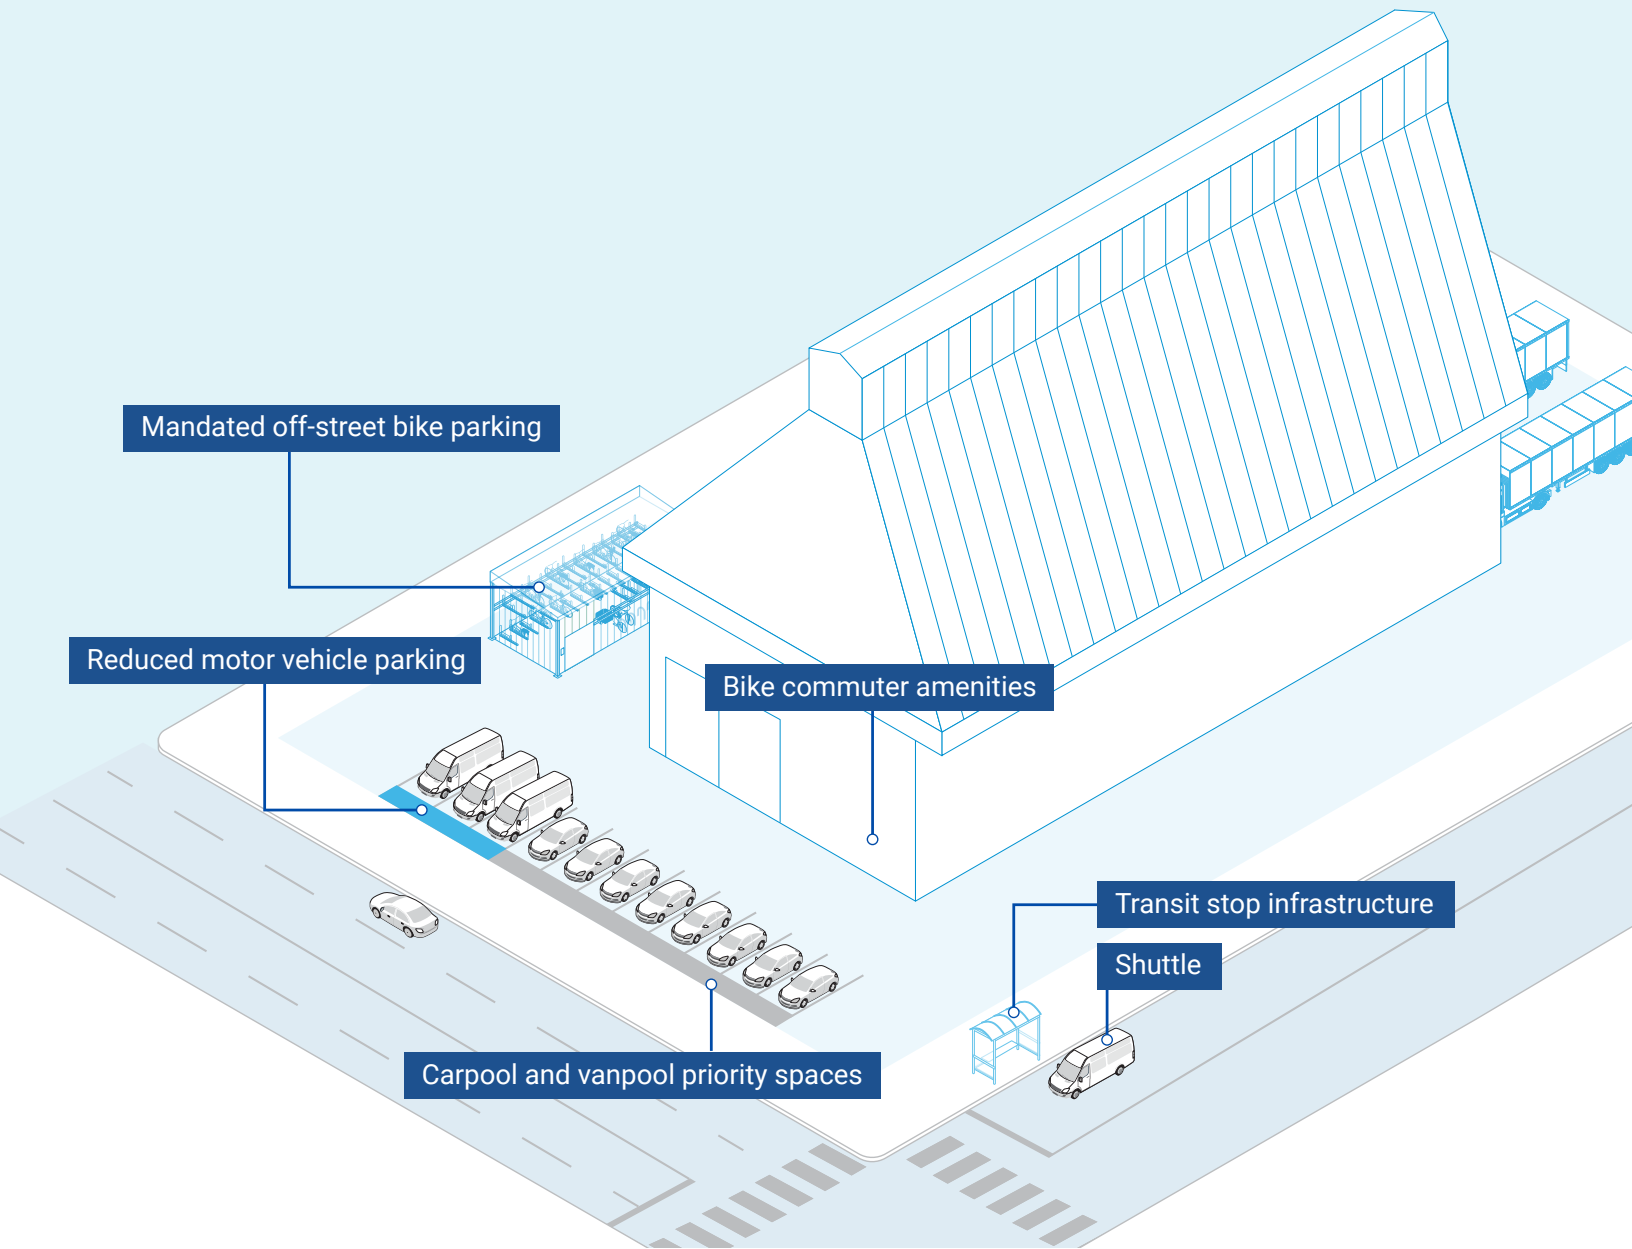 Mandated off-street bike parking
Reduced motor vehicle parking
Bike commuter amenities
Transit stop infrastructure
Shuttle
Carpool and vanpool priority spaces